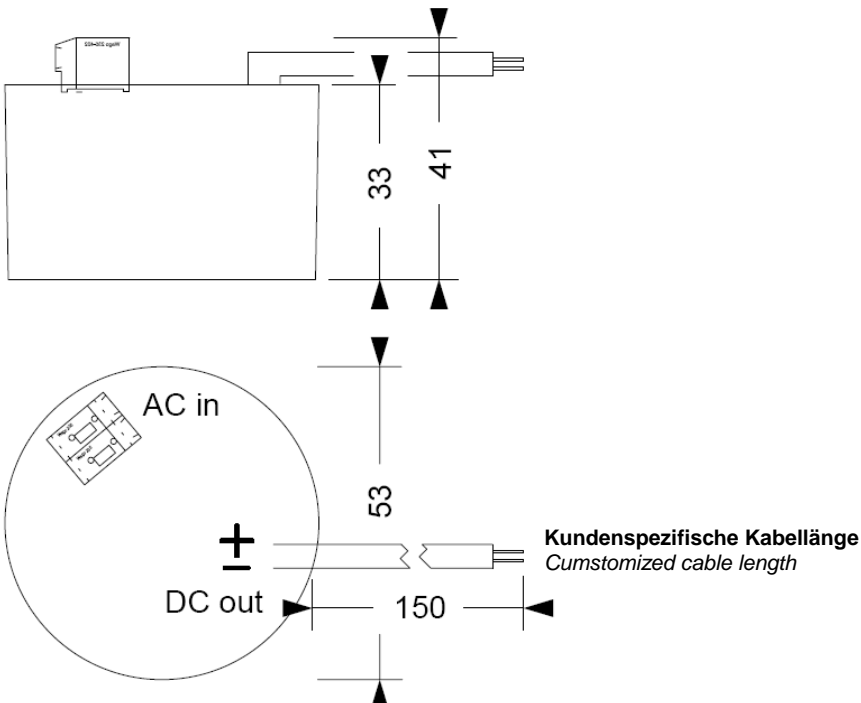 33
41
AC in
53
+
−
DC out
150
Kundenspezifische Kabellänge
Cumstomized cable length